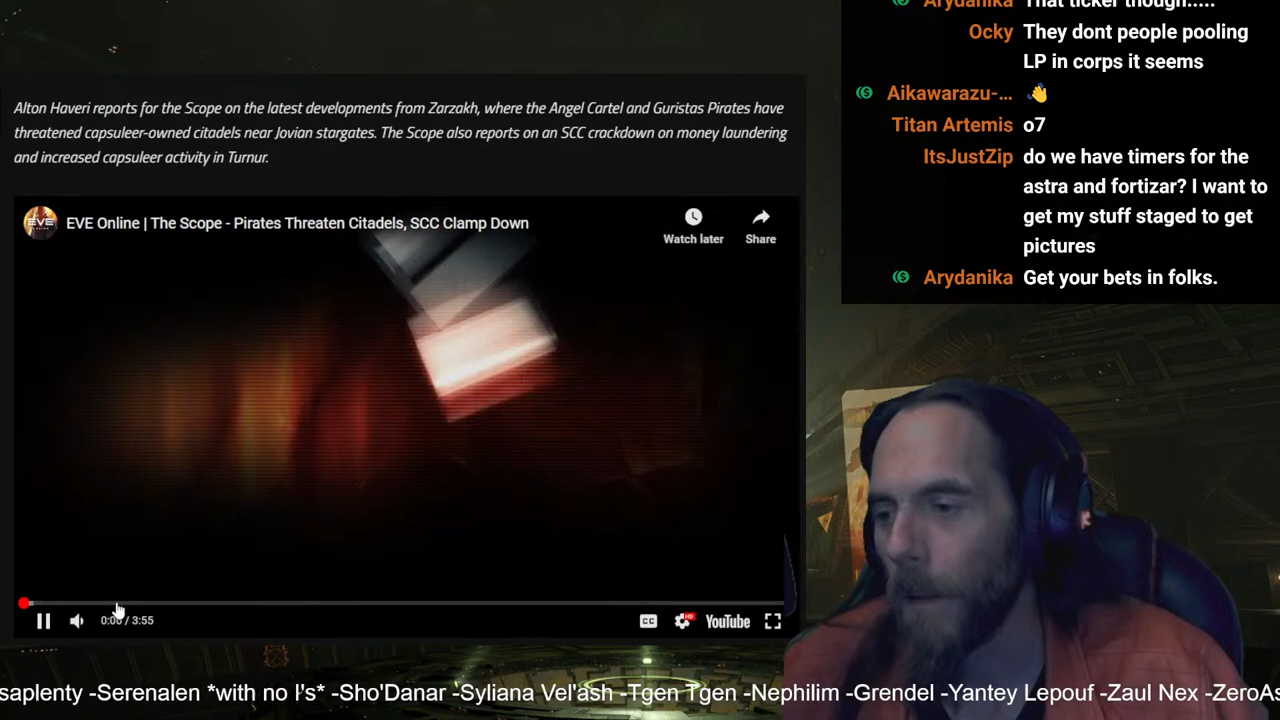 Arydanika That ticker though.....
Ocky They dont people pooling
LP in corps it seems
Aikawarazu-... 👋
Titan Artemis o7
ItsJustZip do we have timers for the
astra and fortizar? I want to
get my stuff staged to get
pictures
Arydanika Get your bets in folks.
Alton Haveri reports for the Scope on the latest developments from Zarzakh, where the Angel Cartel and Guristas Pirates have
threatened capsuleer-owned citadels near Jovian stargates. The Scope also reports on an SCC crackdown on money laundering
and increased capsuleer activity in Turnur.
EVE
EVE Online | The Scope - Pirates Threaten Citadels, SCC Clamp Down
Watch later
Share
0:00 / 3:55
CC
HD
YouTube
saplenty -Serenalen *with no I's* -Sho'Danar -Syliana Vel'ash -Tgen Tgen -Nephilim -Grendel -Yantey Lepouf -Zaul Nex -ZeroAs